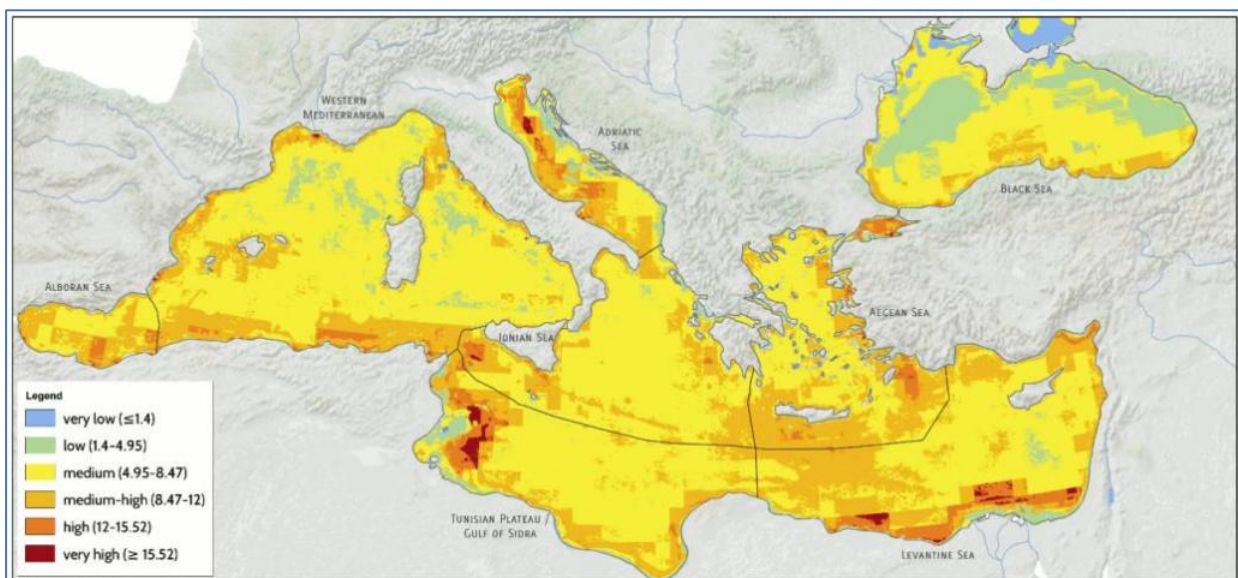 WESTERN
MEDITERRANEAN
ADRIATIC
SEA
BLACK SEA
ALBORAN SEA
IONIAN SEA
AEGEAN SEA
TUNISIAN PLATEAU /
GULF OF SIDRA
LEVANTINE SEA
Legend
very low (≤1.4)
low (1.4-4.95)
medium (4.95-8.47)
medium-high (8.47-12)
high (12-15.52)
very high (≥ 15.52)